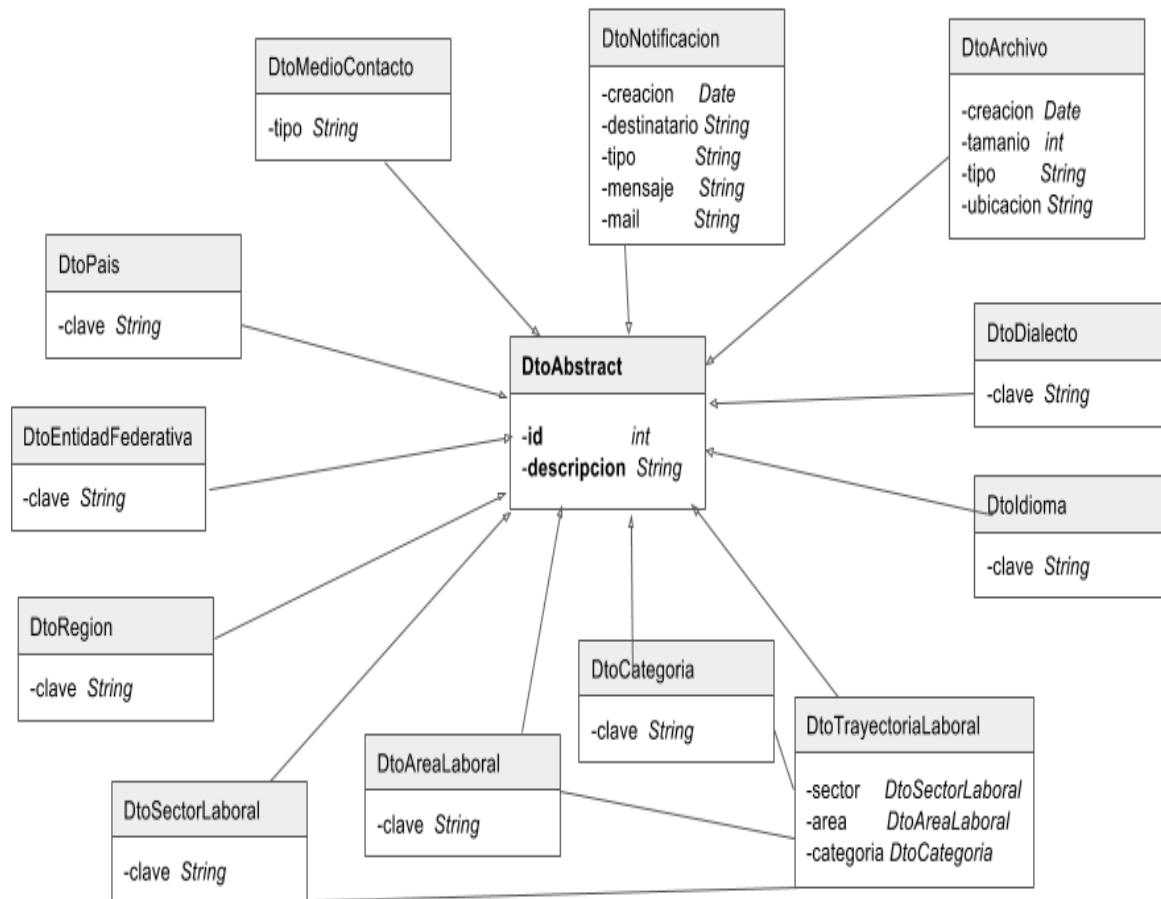 DtoMedioContacto
-tipo String
DtoNotificacion
-creacion Date
-destinatario String
-tipo String
-mensaje String
-mail String
DtoArchivo
-creacion Date
-tamanio int
-tipo String
-ubicacion String
DtoPais
-clave String
DtoAbstract
-id int
-descripcion String
DtoDialecto
-clave String
DtoEntidadFederativa
-clave String
DtoIdioma
-clave String
DtoRegion
-clave String
DtoCategoria
-clave String
DtoTrayectoriaLaboral
-sector DtoSectorLaboral
-area DtoAreaLaboral
-categoria DtoCategoria
DtoAreaLaboral
-clave String
DtoSectorLaboral
-clave String